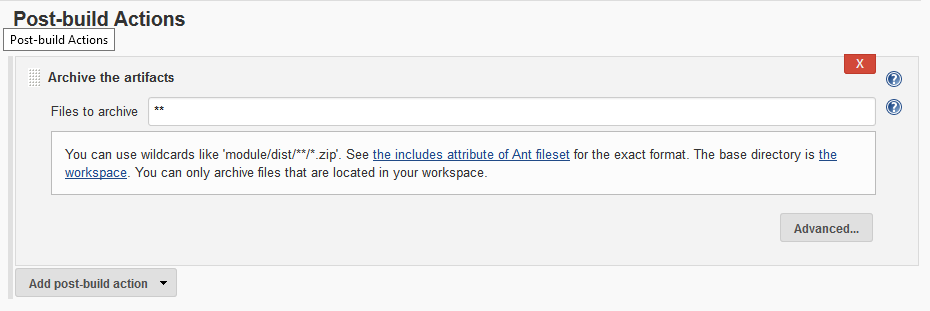 Post-build Actions
Post-build Actions
Archive the artifacts
X
Files to archive
**
You can use wildcards like 'module/dist/**/*.zip'. See the includes attribute of Ant fileset for the exact format. The base directory is the
workspace. You can only archive files that are located in your workspace.
Advanced...
Add post-build action